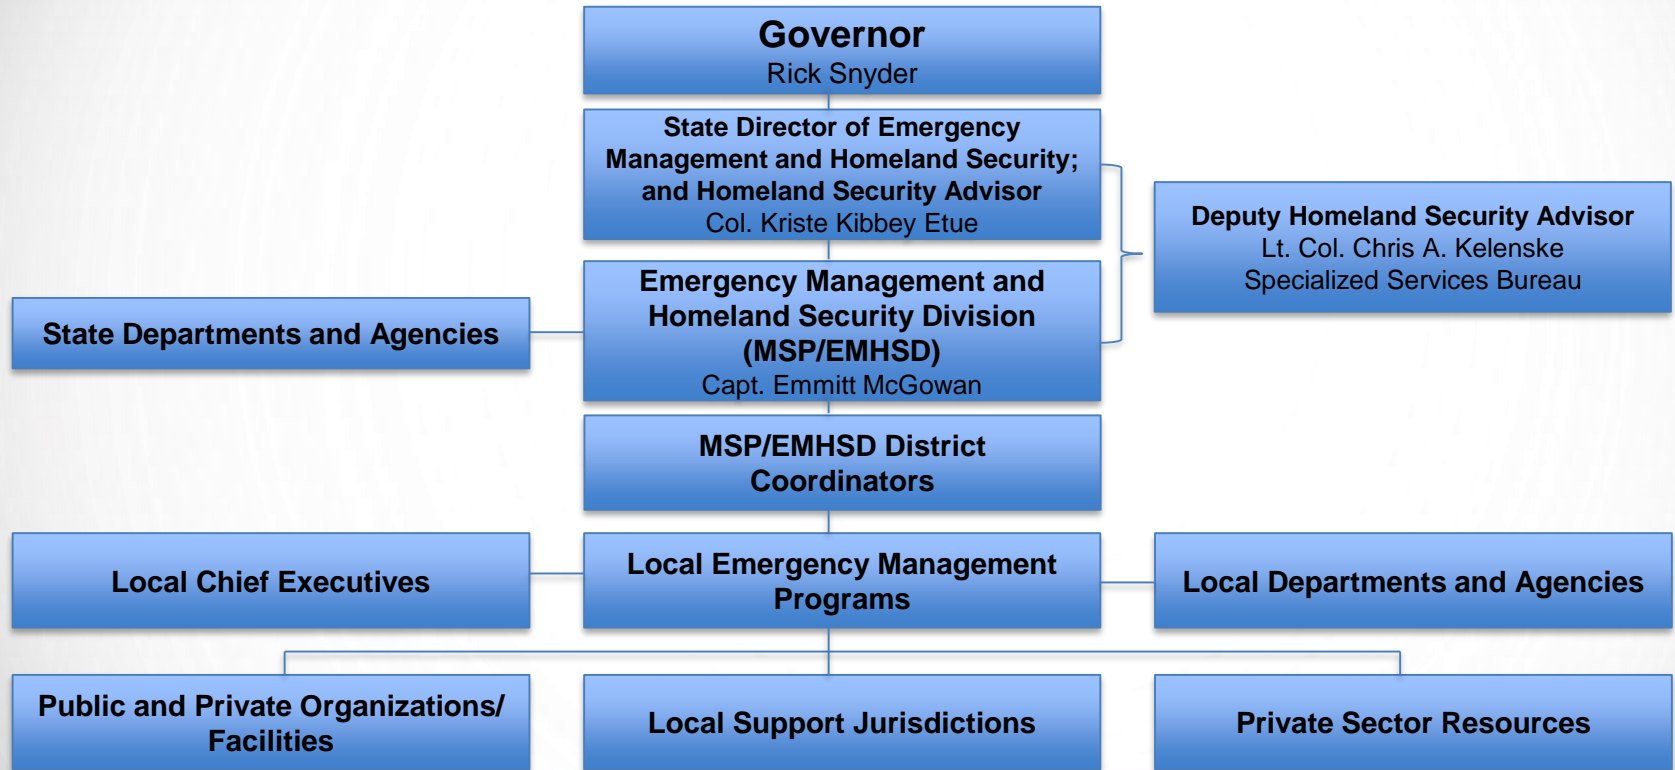 Governor
Rick Snyder
State Director of Emergency
Management and Homeland Security;
and Homeland Security Advisor
Col. Kriste Kibbey Etue
Deputy Homeland Security Advisor
Lt. Col. Chris A. Kelenske
Specialized Services Bureau
State Departments and Agencies
Emergency Management and
Homeland Security Division
(MSP/EMHSD)
Capt. Emmitt McGowan
MSP/EMHSD District
Coordinators
Local Chief Executives
Local Emergency Management
Programs
Local Departments and Agencies
Public and Private Organizations/
Facilities
Local Support Jurisdictions
Private Sector Resources